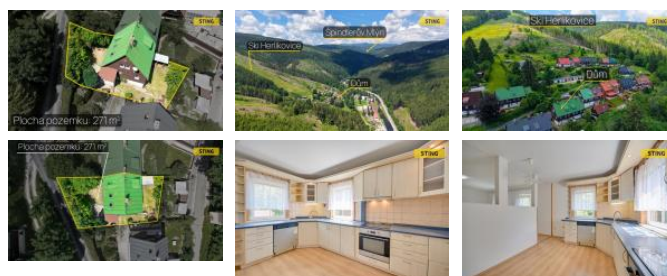 STING
Plocha pozemku: 271 m²
STING
Špindlerův Mlýn
Ski Herlíkovice
Dům
STING
Ski Herlíkovice
Dům
STING
Plocha pozemku: 271 m²
STING
STING